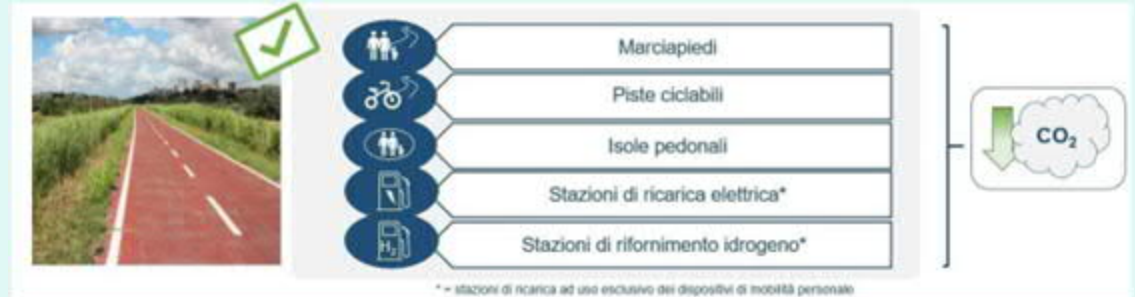 Marciapiedi
Piste ciclabili
Isole pedonali
Stazioni di ricarica elettrica*
H₂
Stazioni di rifornimento idrogeno*
CO₂
* = stazioni di ricarica ad uso esclusivo dei dispositivi di mobilità personale